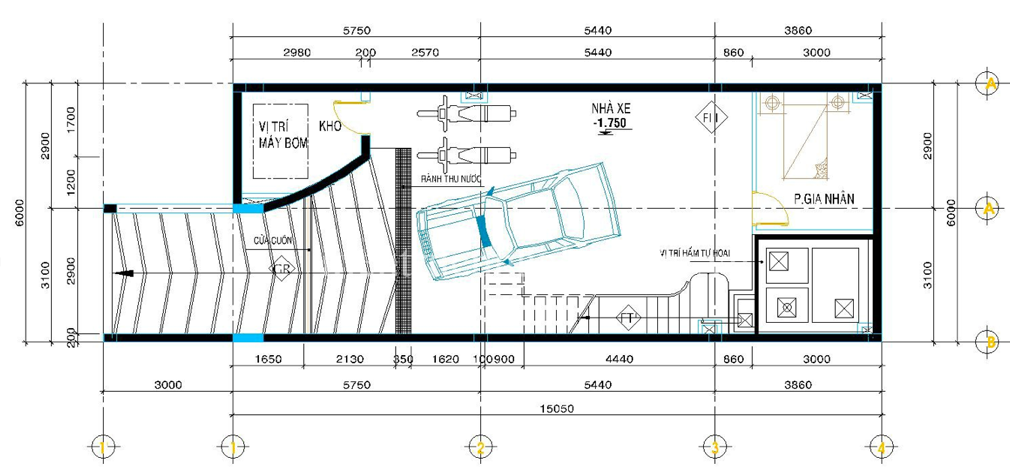 5750 5440 3860
2980 200 2570 5440 860 3000
A
1700
NHÀ XE
-1.750
KHO
VỊ TRÍ
MÁY BƠM
2900 2900
1200
RÃNH THU NƯỚC
P.GIA NHÂN
6000 6000
A
CỬA CUỐN
VỊ TRÍ HẦM TỰ HOẠI
GR
3100 2900 3100
200
B
1650 2130 350 1620 100 900 4440 860 3000
3000 5750 5440 3860
15050
1 1 2 3 4